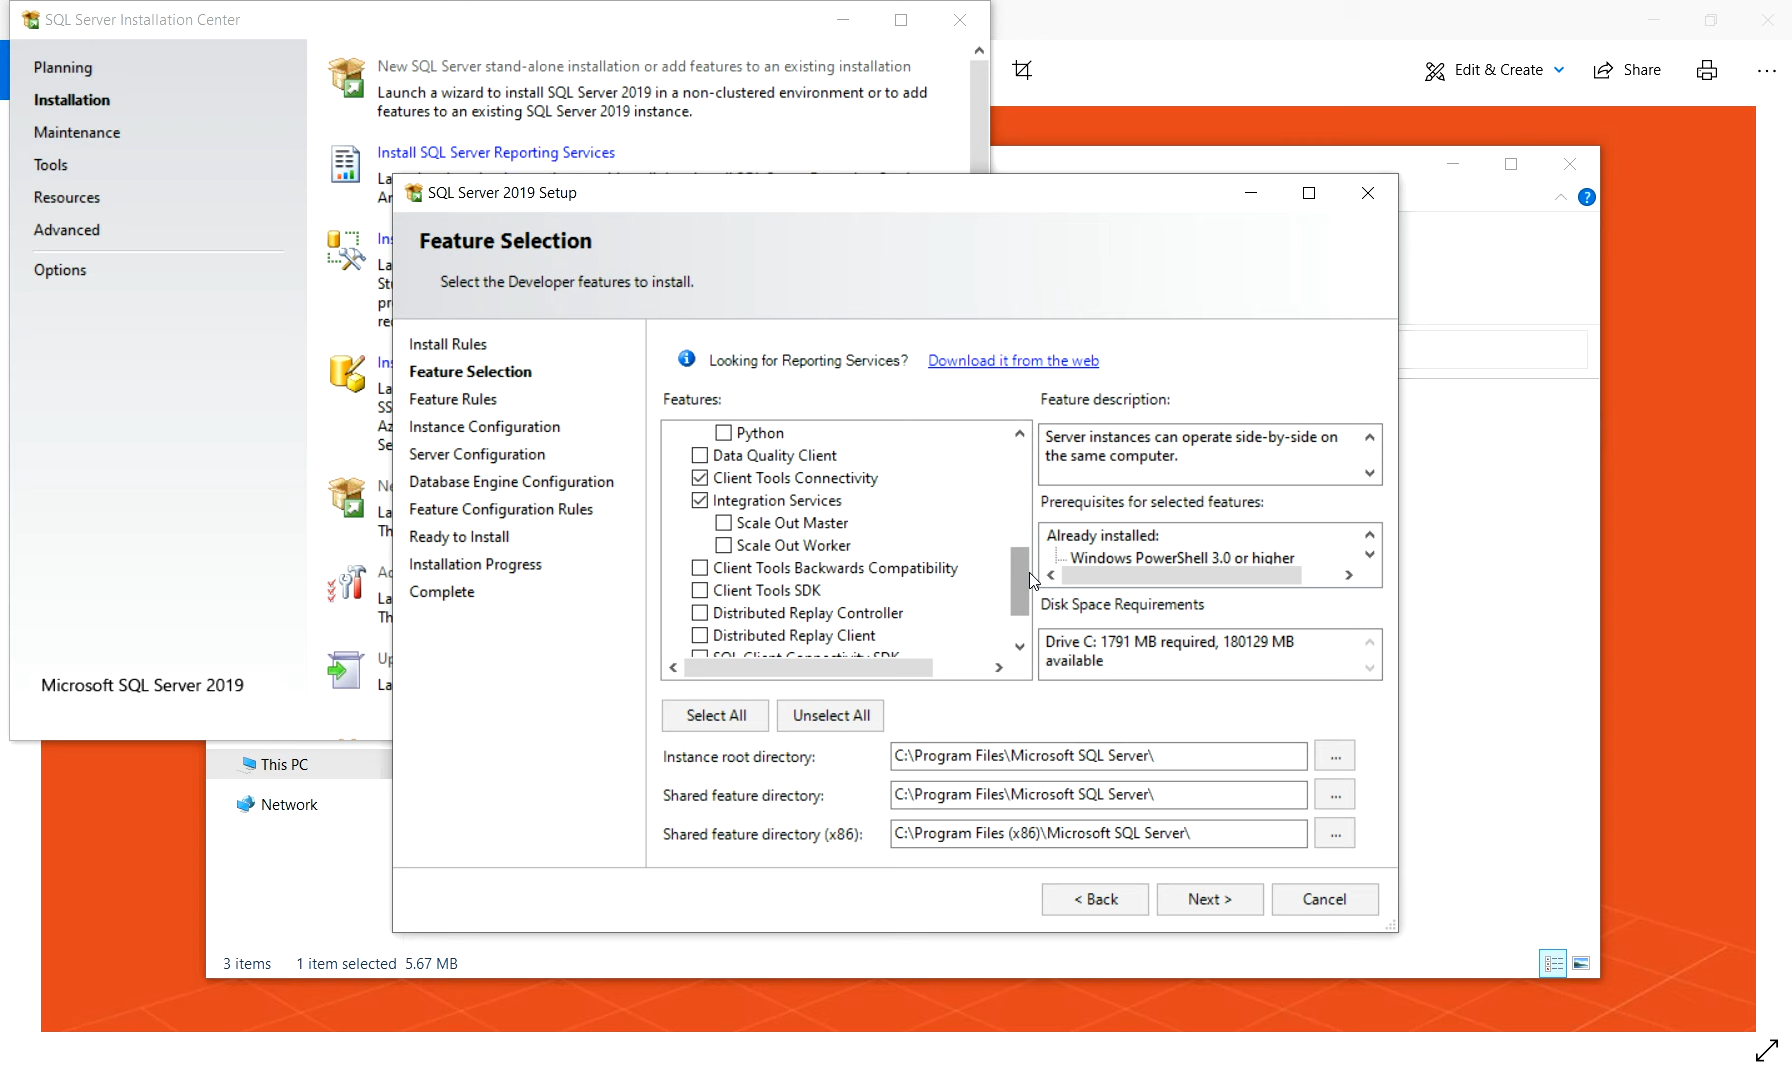 SQL Server Installation Center
Planning
Installation
Maintenance
Tools
Resources
Advanced
Options
Microsoft SQL Server 2019
New SQL Server stand-alone installation or add features to an existing installation
Launch a wizard to install SQL Server 2019 in a non-clustered environment or to add
features to an existing SQL Server 2019 instance.
Install SQL Server Reporting Services
Edit & Create
Share
SQL Server 2019 Setup
Feature Selection
Select the Developer features to install.
Install Rules
Feature Selection
Feature Rules
Instance Configuration
Server Configuration
Database Engine Configuration
Feature Configuration Rules
Ready to Install
Installation Progress
Complete
Looking for Reporting Services? Download it from the web
Features:
Python
Data Quality Client
Client Tools Connectivity
Integration Services
Scale Out Master
Scale Out Worker
Client Tools Backwards Compatibility
Client Tools SDK
Distributed Replay Controller
Distributed Replay Client
SQL Client Connectivity SDK
Feature description:
Server instances can operate side-by-side on
the same computer.
Prerequisites for selected features:
Already installed:
Windows PowerShell 3.0 or higher
Disk Space Requirements
Drive C: 1791 MB required, 180129 MB
available
Select All
Unselect All
Instance root directory:
C:\Program Files\Microsoft SQL Server\
...
Shared feature directory:
C:\Program Files\Microsoft SQL Server\
...
Shared feature directory (x86):
C:\Program Files (x86)\Microsoft SQL Server\
...
< Back
Next >
Cancel
This PC
Network
3 items
1 item selected 5.67 MB